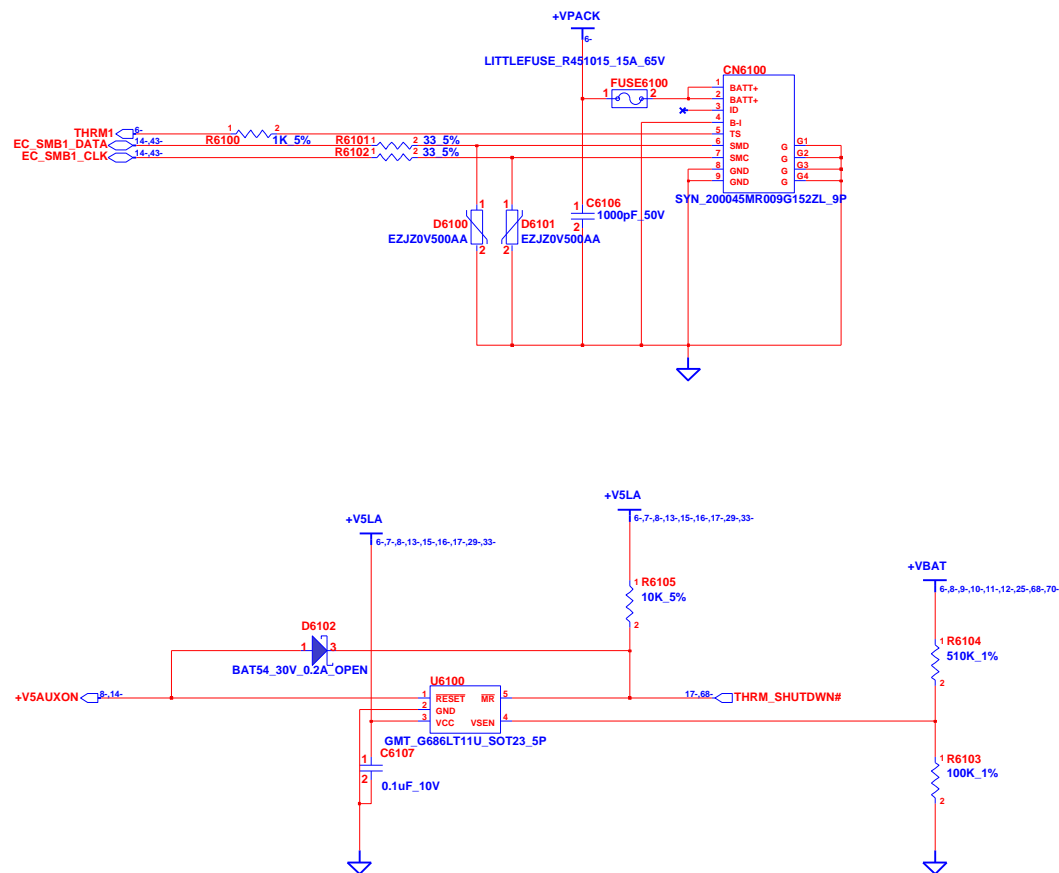 +VPACK
6-
LITTLEFUSE_R451015_15A_65V
FUSE6100
1 2
CN6100
1 BATT+
2 BATT+
3 ID
4 B-I
5 TS
6 SMD G G1
7 SMC G G2
8 GND G G3
9 GND G G4
SYN_200045MR009G152ZL_9P
THRM1 6-
1 2
R6100 1K_5%
EC_SMB1_DATA 14-,43-
R6101 1 2 33_5%
EC_SMB1_CLK 14-,43-
R6102 1 2 33_5%
1 1 C6106
1 1000pF_50V
D6100 D6101 2
EZJZ0V500AA EZJZ0V500AA
2 2
+V5LA
6-,7-,8-,13-,15-,16-,17-,29-,33-
+V5LA
6-,7-,8-,13-,15-,16-,17-,29-,33-
+VBAT
6-,8-,9-,10-,11-,12-,25-,68-,70-
1 R6105
10K_5%
2
D6102
1 3
BAT54_30V_0.2A_OPEN
1 R6104
510K_1%
2
U6100
+V5AUXON 8-,14-
1 RESET MR 5
2 GND
3 VCC VSEN 4
17-,68- THRM_SHUTDWN#
GMT_G686LT11U_SOT23_5P
C6107
1
2
0.1uF_10V
1 R6103
100K_1%
2